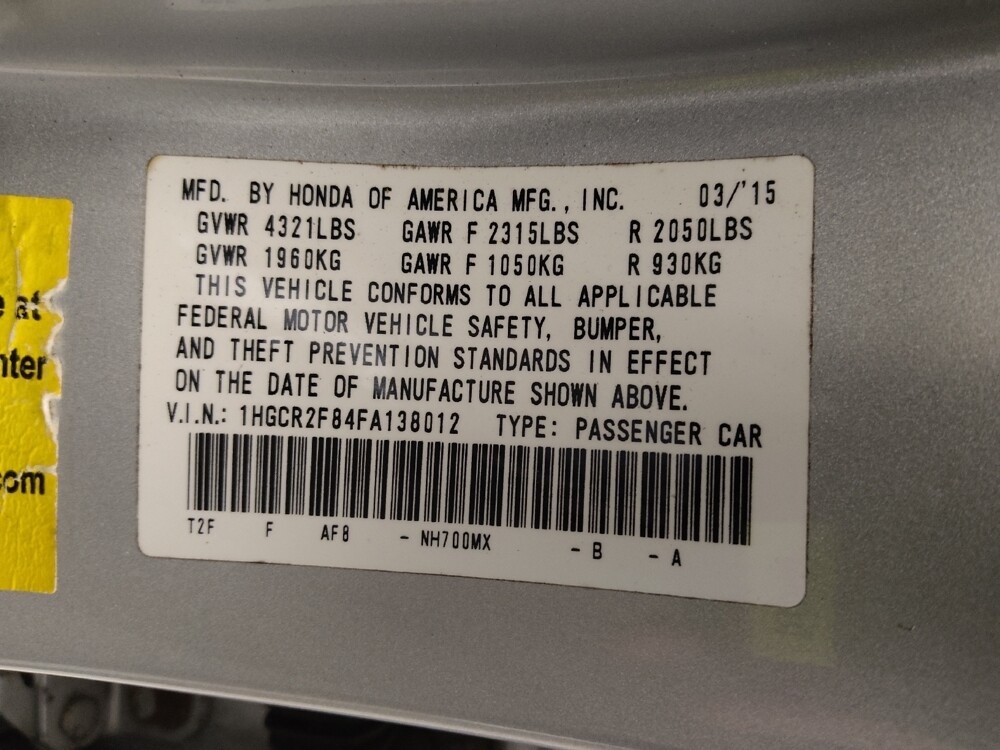 MFD. BY HONDA OF AMERICA MFG., INC. 03/'15
GVWR 4321LBS GAWR F 2315LBS R 2050LBS
GVWR 1960KG GAWR F 1050KG R 930KG
THIS VEHICLE CONFORMS TO ALL APPLICABLE
FEDERAL MOTOR VEHICLE SAFETY, BUMPER,
AND THEFT PREVENTION STANDARDS IN EFFECT
ON THE DATE OF MANUFACTURE SHOWN ABOVE.
V.I.N.: 1HGCR2F84FA138012 TYPE: PASSENGER CAR
T2F F AF8 - NH700MX - B - A
e at
nter
com